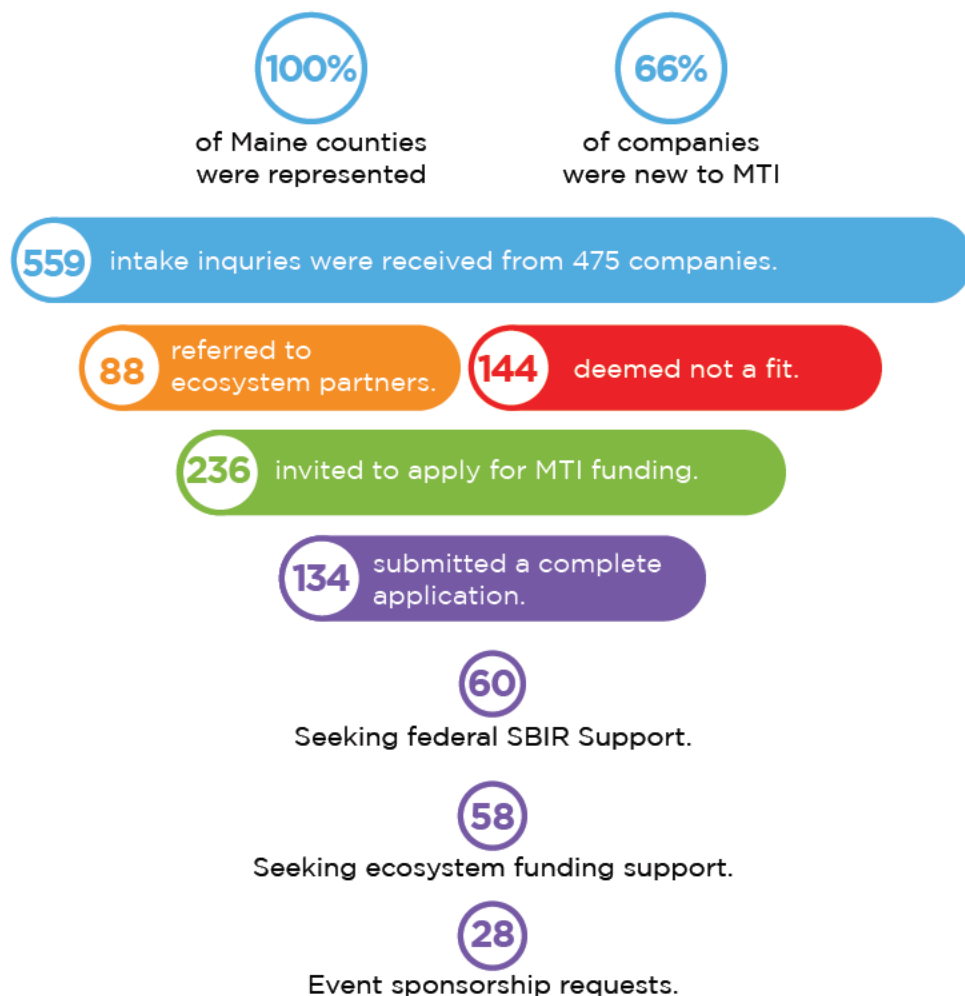 100%
of Maine counties
were represented
66%
of companies
were new to MTI
559 intake inquries were received from 475 companies.
88 referred to
ecosystem partners.
144 deemed not a fit.
236 invited to apply for MTI funding.
134 submitted a complete
application.
60
Seeking federal SBIR Support.
58
Seeking ecosystem funding support.
28
Event sponsorship requests.